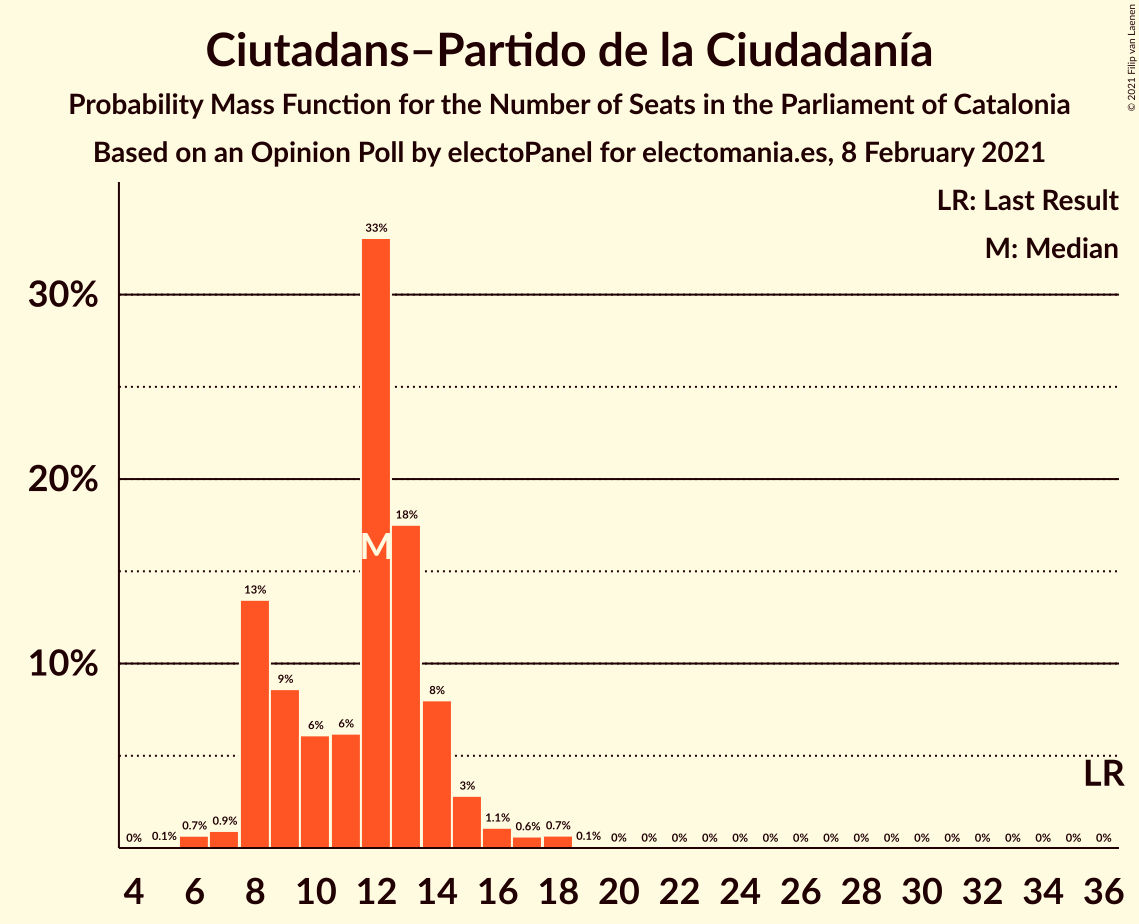 Ciutadans–Partido de la Ciudadanía
Probability Mass Function for the Number of Seats in the Parliament of Catalonia
Based on an Opinion Poll by electoPanel for electomania.es, 8 February 2021
© 2021 Filip van Laenen
LR: Last Result
M: Median
30%
20%
10%
0% 0.1% 0.7% 0.9% 13% 9% 6% 6% 33% 18% 8% 3% 1.1% 0.6% 0.7% 0.1% 0% 0% 0% 0% 0% 0% 0% 0% 0% 0% 0% 0% 0% 0% 0% 0% 0%
M
LR
4 6 8 10 12 14 16 18 20 22 24 26 28 30 32 34 36